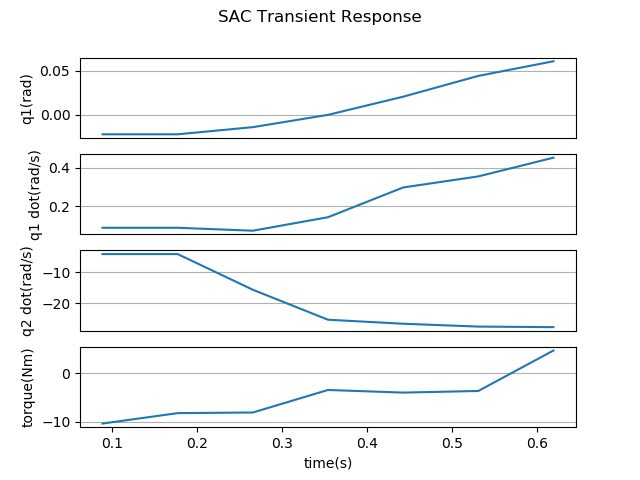 SAC Transient Response
q1(rad)
0.05
0.00
q1 dot(rad/s)
0.4
0.2
q2 dot(rad/s)
−10
−20
torque(Nm)
0
−10
0.1 0.2 0.3 0.4 0.5 0.6
time(s)